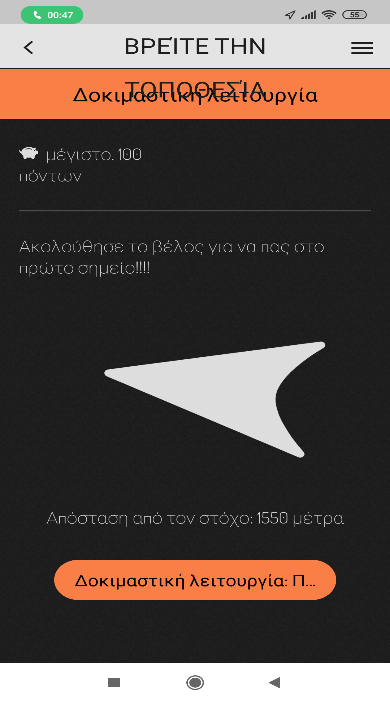 00:47
55
ΒΡΕΊΤΕ ΤΗΝ
ΤΟΠΟΘΕΣΊΑ
Δοκιμαστική λειτουργία
μέγιστο. 100
πόντων
Ακολούθησε το βέλος για να πας στο
πρώτο σημείο!!!!
Απόσταση από τον στόχο: 1550 μέτρα
Δοκιμαστική λειτουργία: Π...